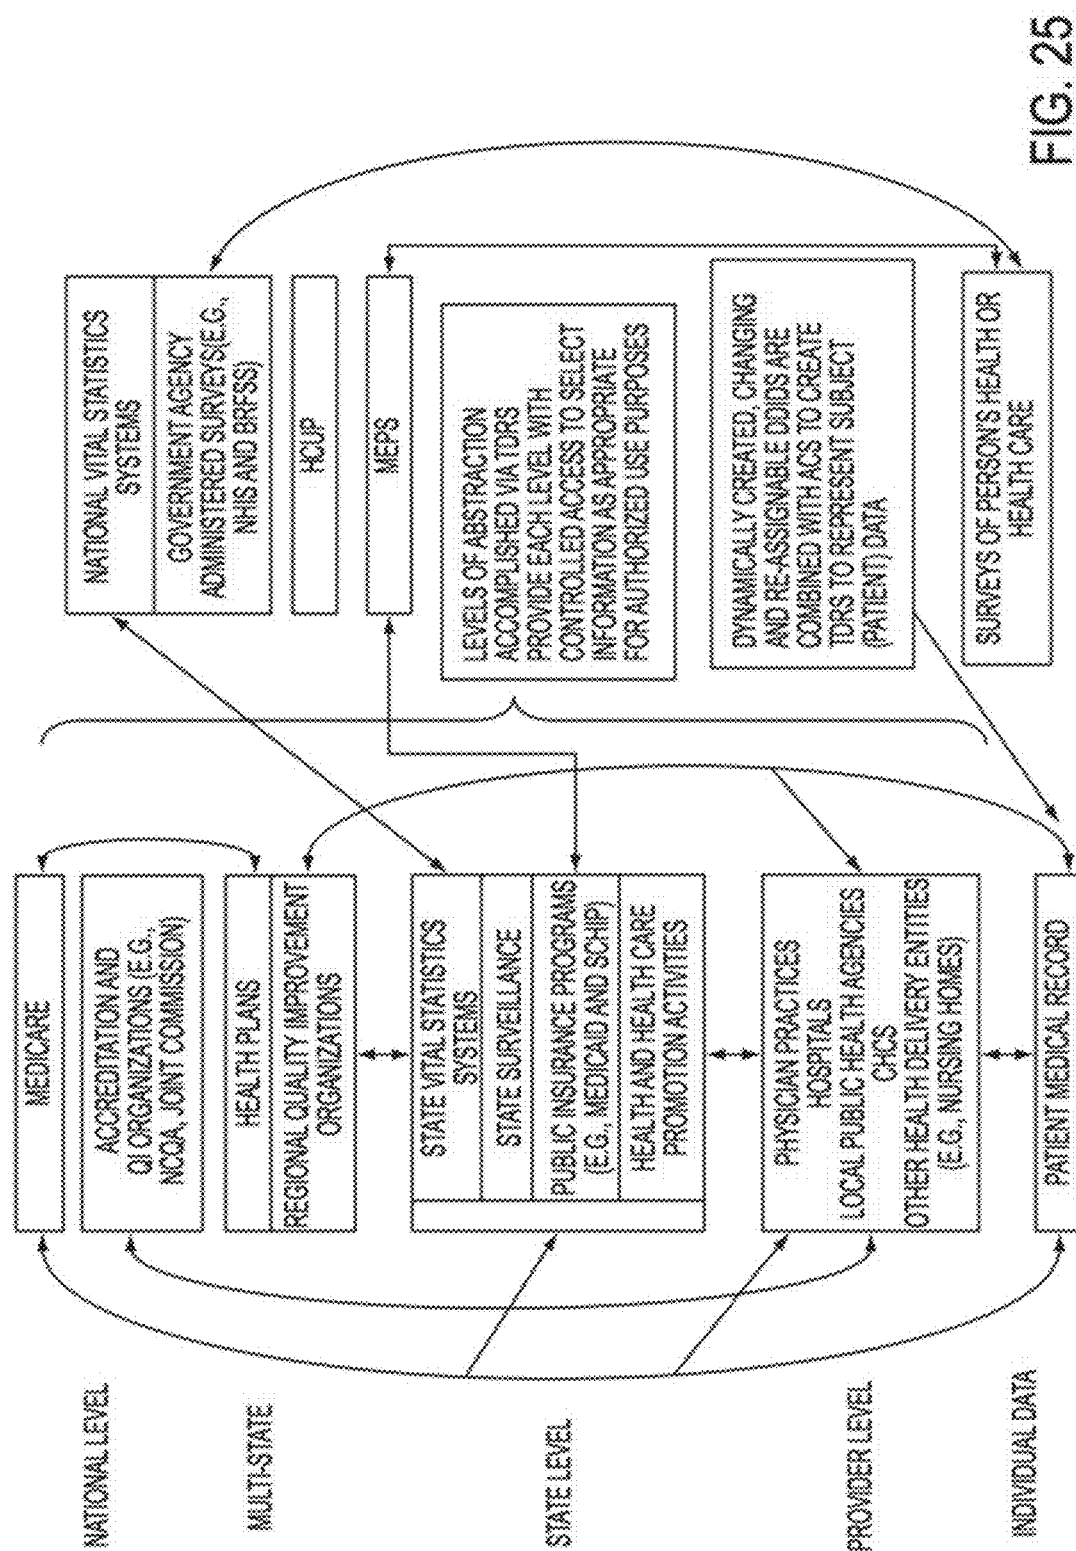 NATIONAL LEVEL
MEDICARE
ACCREDITATION AND
QI ORGANIZATIONS (E.G.,
NCQA, JOINT COMMISSION)
NATIONAL VITAL STATISTICS
SYSTEMS
GOVERNMENT AGENCY
ADMINISTERED SURVEYS(E.G.,
NHIS AND BRFSS)
MULTI-STATE
HEALTH PLANS
REGIONAL QUALITY IMPROVEMENT
ORGANIZATIONS
HCUP
MEPS
STATE LEVEL
STATE VITAL STATISTICS
SYSTEMS
STATE SURVEILLANCE
PUBLIC INSURANCE PROGRAMS
(E.G., MEDICAID AND SCHIP)
HEALTH AND HEALTH CARE
PROMOTION ACTIVITIES
LEVELS OF ABSTRACTION
ACCOMPLISHED VIA TDRS
PROVIDE EACH LEVEL WITH
CONTROLLED ACCESS TO SELECT
INFORMATION AS APPROPRIATE
FOR AUTHORIZED USE PURPOSES
PROVIDER LEVEL
PHYSICIAN PRACTICES
HOSPITALS
LOCAL PUBLIC HEALTH AGENCIES
CHCS
OTHER HEALTH DELIVERY ENTITIES
(E.G., NURSING HOMES)
DYNAMICALLY CREATED, CHANGING
AND RE-ASSIGNABLE DDIDS ARE
COMBINED WITH ACS TO CREATE
TDRS TO REPRESENT SUBJECT
(PATIENT) DATA
INDIVIDUAL DATA
PATIENT MEDICAL RECORD
SURVEYS OF PERSON'S HEALTH OR
HEALTH CARE
FIG. 25